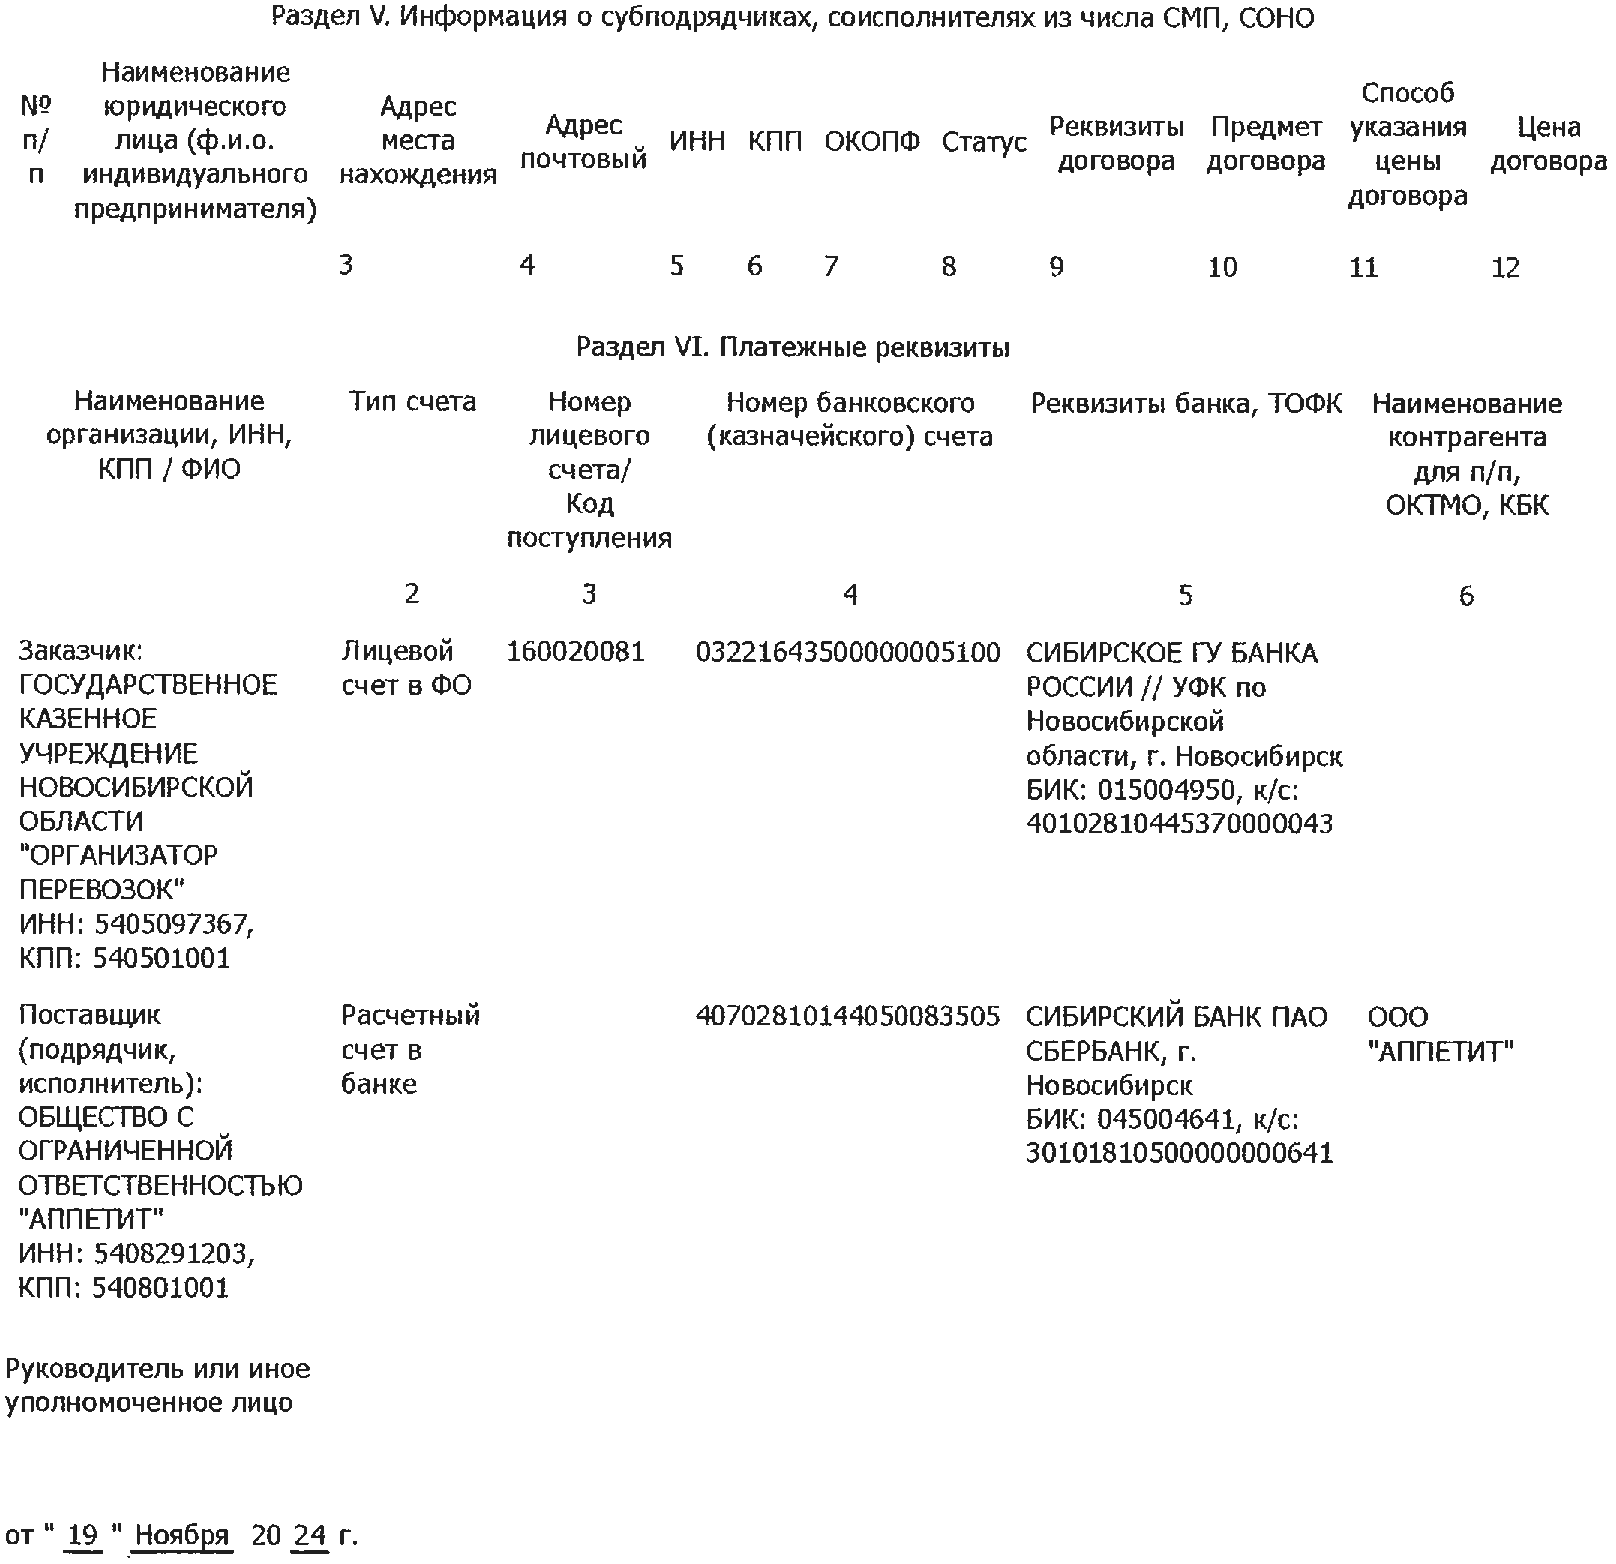 Раздел V. Информация о субподрядчиках, соисполнителях из числа СМП, СОНО
№ п/п
Наименование юридического лица (ф.и.о. индивидуального предпринимателя)
Адрес места нахождения
Адрес почтовый
ИНН
КПП
ОКОПФ
Статус
Реквизиты договора
Предмет договора
Способ указания цены договора
Цена договора
3 4 5 6 7 8 9 10 11 12
Раздел VI. Платежные реквизиты
Наименование
организации, ИНН,
КПП / ФИО
Тип счета
Номер
лицевого
счета/
Код
поступления
Номер банковского
(казначейского) счета
Реквизиты банка, ТОФК
Наименование
контрагента
для п/п,
ОКТМО, КБК
2 3 4 5 6
Заказчик:
ГОСУДАРСТВЕННОЕ
КАЗЕННОЕ
УЧРЕЖДЕНИЕ
НОВОСИБИРСКОЙ
ОБЛАСТИ
"ОРГАНИЗАТОР
ПЕРЕВОЗОК"
ИНН: 5405097367,
КПП: 540501001
Лицевой
счет в ФО
160020081
03221643500000005100
СИБИРСКОЕ ГУ БАНКА
РОССИИ // УФК по
Новосибирской
области, г. Новосибирск
БИК: 015004950, к/с:
40102810445370000043
Поставщик
(подрядчик,
исполнитель):
ОБЩЕСТВО С
ОГРАНИЧЕННОЙ
ОТВЕТСТВЕННОСТЬЮ
"АППЕТИТ"
ИНН: 5408291203,
КПП: 540801001
Расчетный
счет в
банке
40702810144050083505
СИБИРСКИЙ БАНК ПАО
СБЕРБАНК, г.
Новосибирск
БИК: 045004641, к/с:
30101810500000000641
ООО
"АППЕТИТ"
Руководитель или иное
уполномоченное лицо
от " 19 " Ноября 20 24 г.